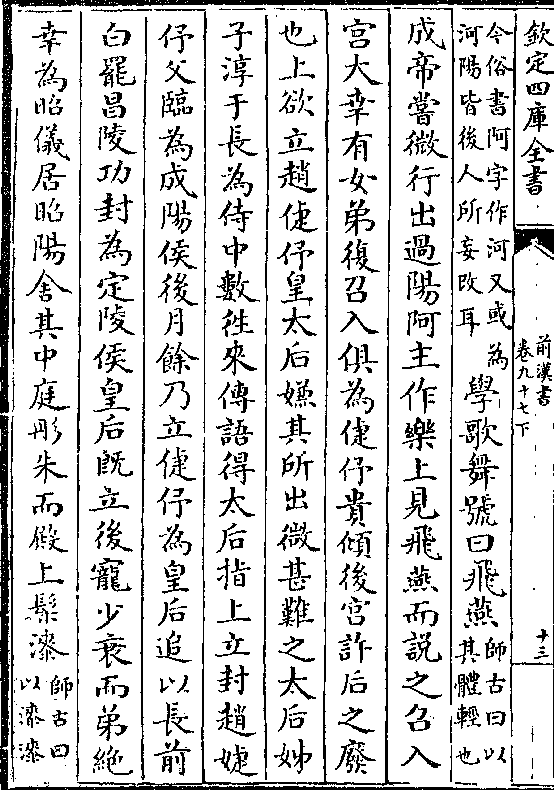 欽定四庫全書
前漢書
卷九十七下
十三
今俗書阿字作河又或為
河陽皆後人所妄改耳
學歌舞號曰飛燕
師古曰以
其體輕也
成帝嘗微行出過陽阿主作樂上見飛燕而說之召入
宮大幸有女弟復召入俱為倢伃貴傾後宮許后之廢
也上欲立趙倢伃皇太后嫌其所出微甚難之太后姊
子淳于長為侍中數往來傳語得太后指上立封趙婕
伃父臨為成陽侯後月餘乃立倢伃為皇后追以長前
白罷昌陵功封為定陵侯皇后既立後寵少衰而弟絶
幸為昭儀居昭陽舍其中庭彤朱而殿上髹漆
師古曰
以漆漆